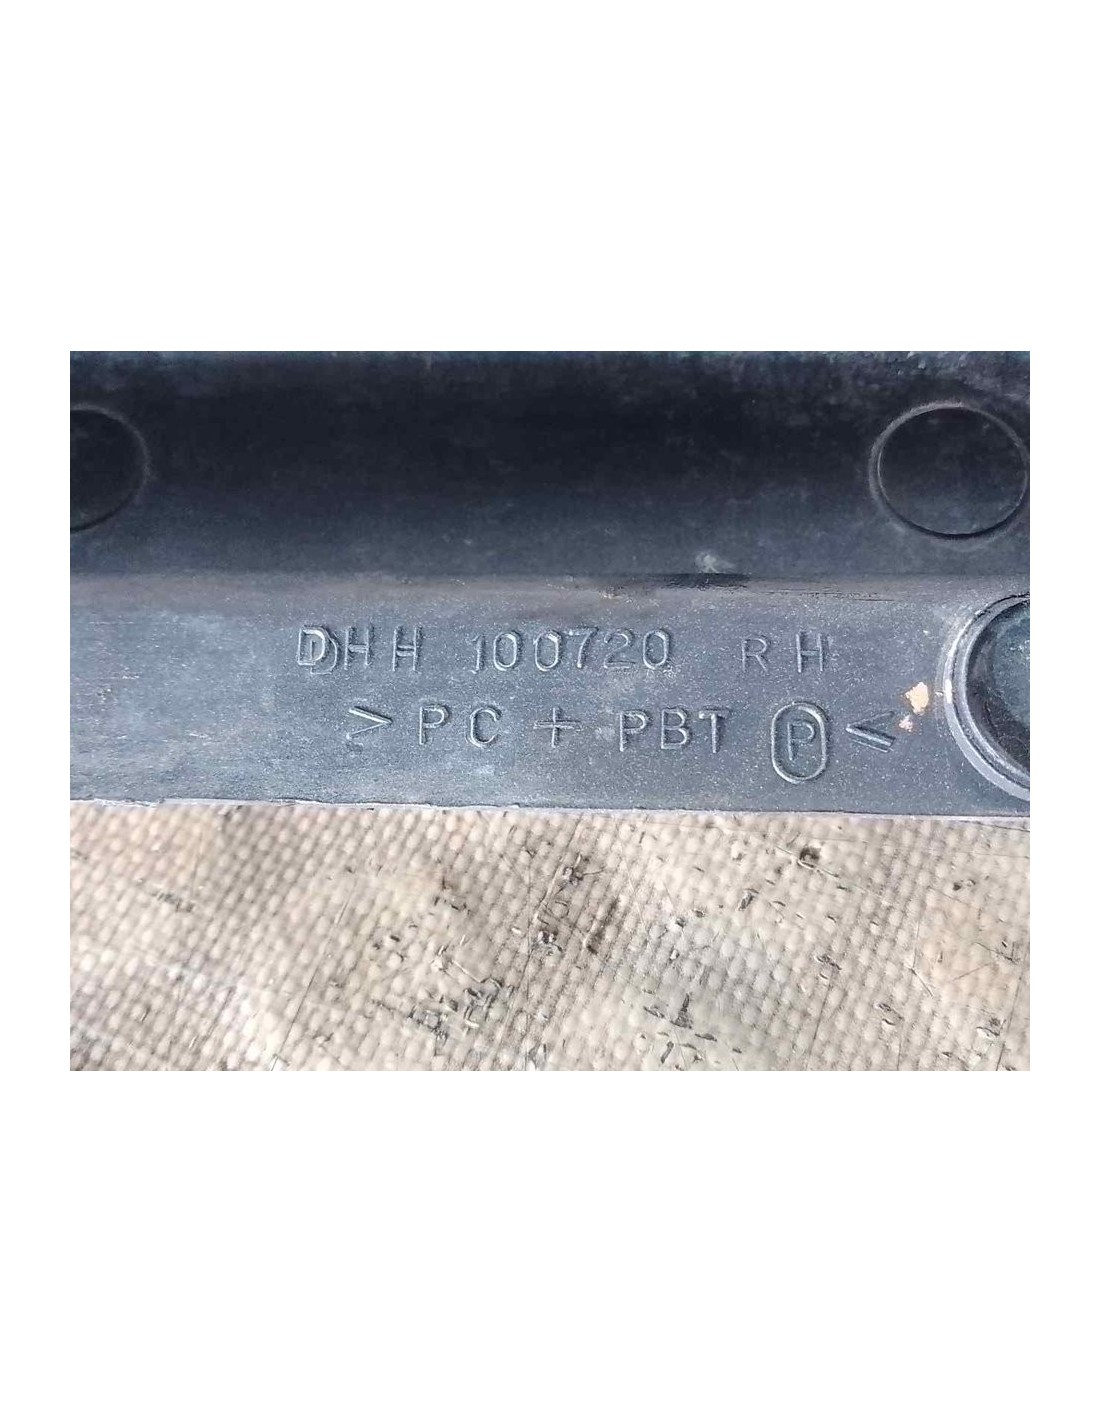 DHH 100720 RH
>PC + PBT P<